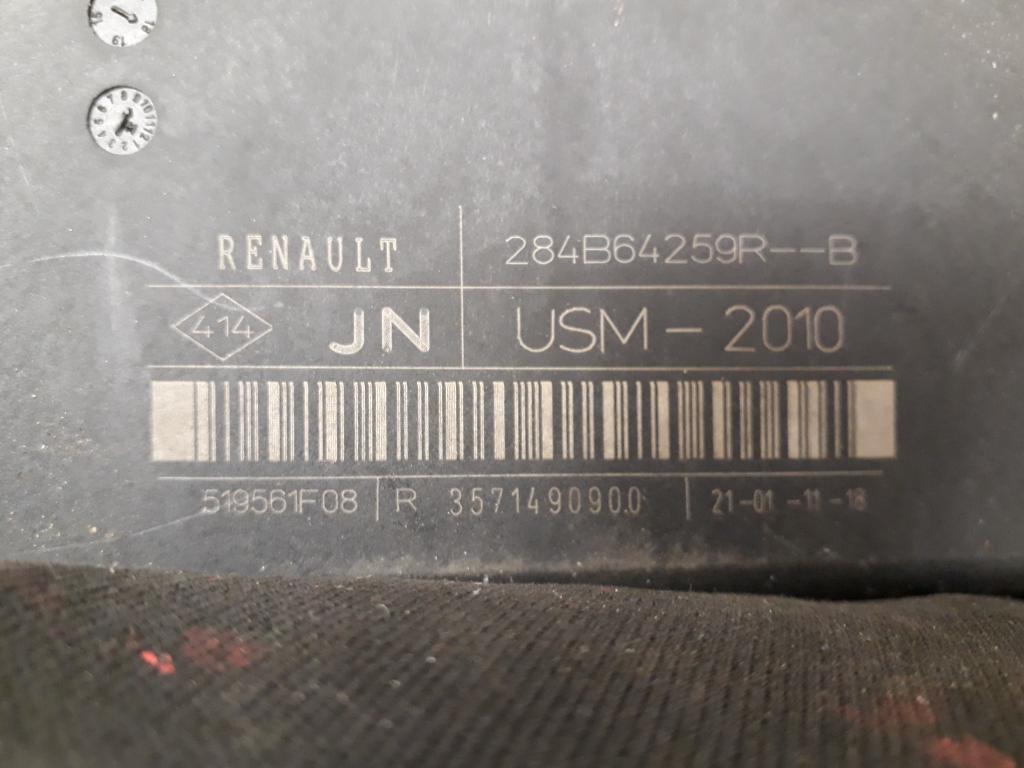 RENAULT 284B64259R--B
414 JN USM - 2010
519561F08 R 3571490900 21-01-11-18